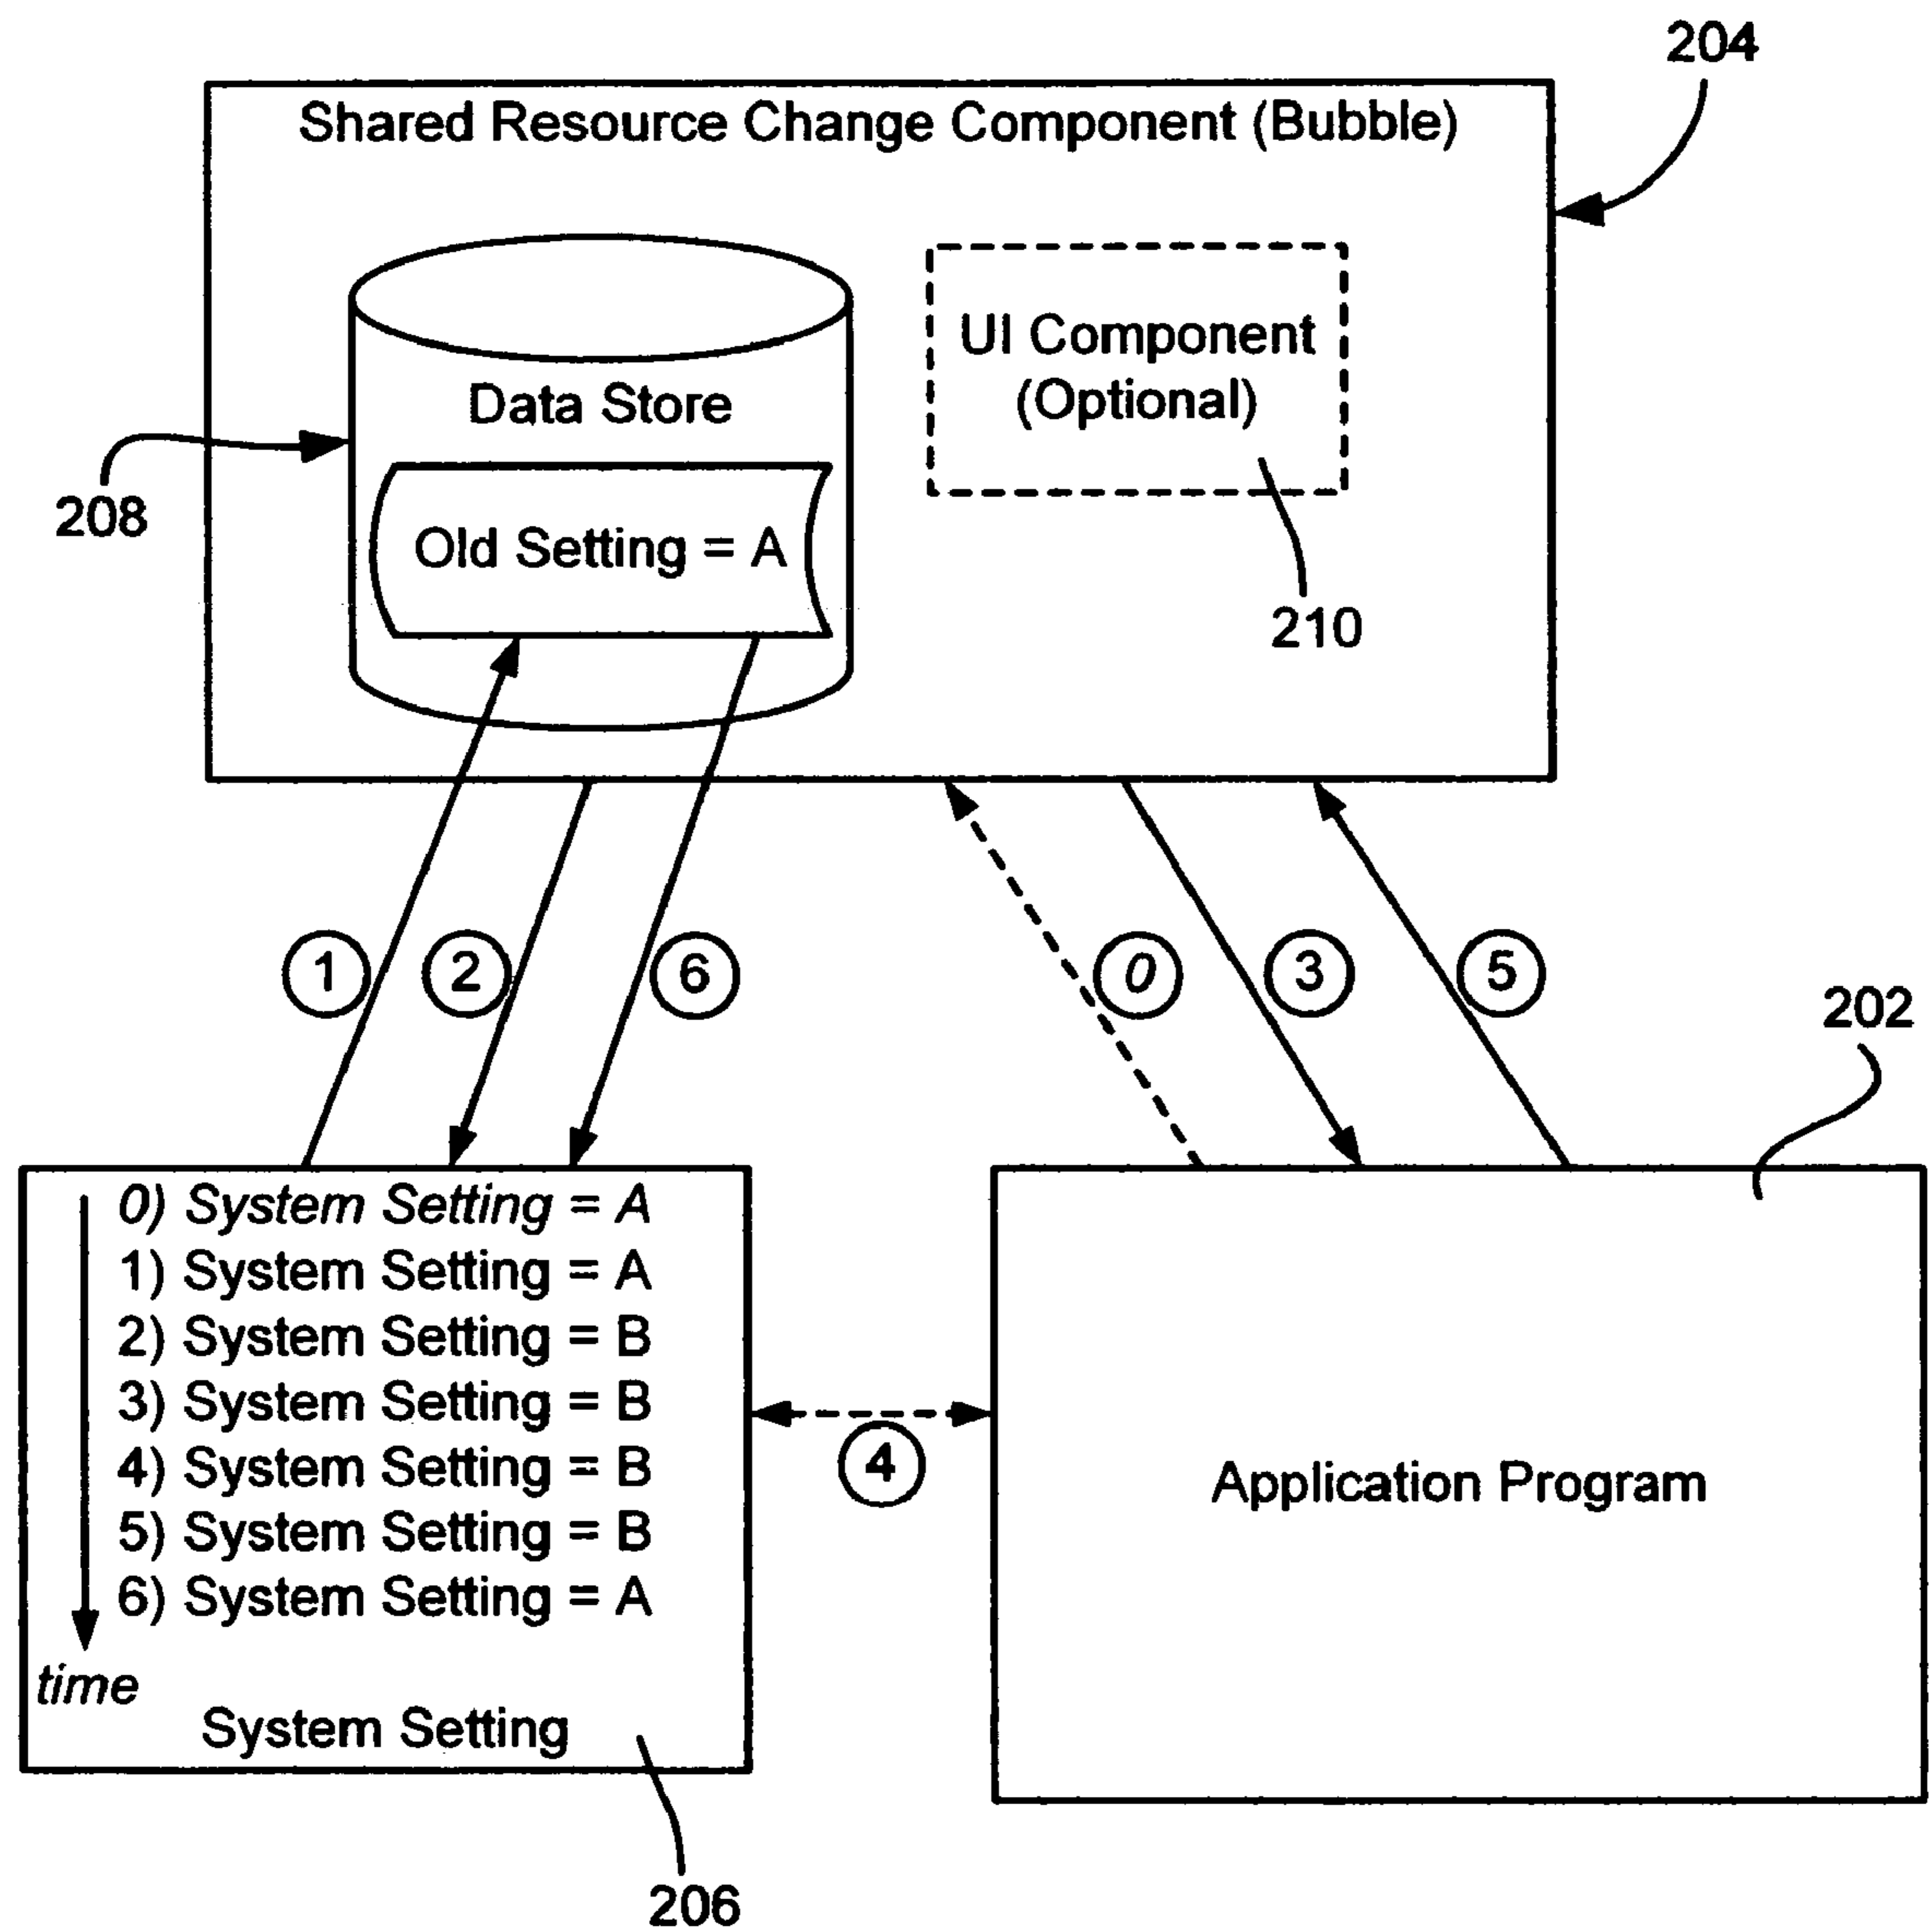 204
Shared Resource Change Component (Bubble)
UI Component
(Optional)
Data Store
208
Old Setting = A
210
1
2
6
0
3
5
202
0) System Setting = A
1) System Setting = A
2) System Setting = B
3) System Setting = B
4) System Setting = B
5) System Setting = B
6) System Setting = A
time
System Setting
4
Application Program
206